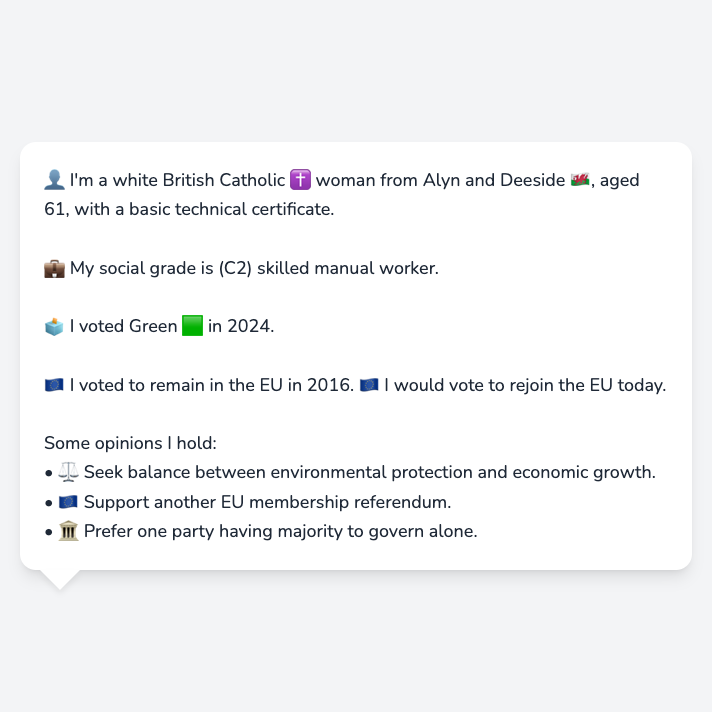 👤 I'm a white British Catholic ✝️ woman from Alyn and Deeside 🏴󠁧󠁢󠁷󠁬󠁳󠁿, aged
61, with a basic technical certificate.
💼 My social grade is (C2) skilled manual worker.
🗳️ I voted Green 🟩 in 2024.
🇪🇺 I voted to remain in the EU in 2016. 🇪🇺 I would vote to rejoin the EU today.
Some opinions I hold:
• ⚖️ Seek balance between environmental protection and economic growth.
• 🇪🇺 Support another EU membership referendum.
• 🏛️ Prefer one party having majority to govern alone.